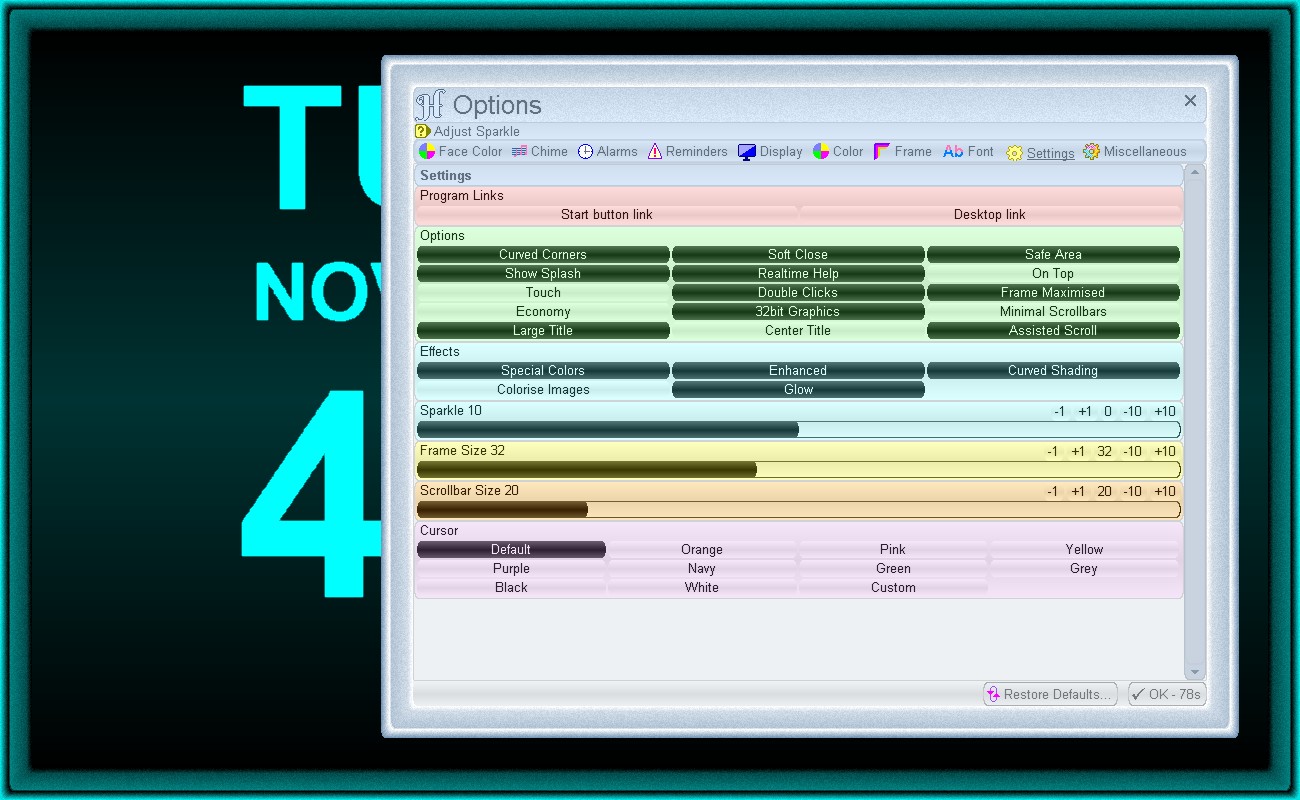 TU
NOV
4
Options
Adjust Sparkle
Face Color Chime Alarms Reminders Display Color Frame Ab Font Settings Miscellaneous
Settings
Program Links
Start button link Desktop link
Options
Curved Corners Soft Close Safe Area
Show Splash Realtime Help On Top
Touch Double Clicks Frame Maximised
Economy 32bit Graphics Minimal Scrollbars
Large Title Center Title Assisted Scroll
Effects
Special Colors Enhanced Curved Shading
Colorise Images Glow
Sparkle 10 -1 +1 0 -10 +10
Frame Size 32 -1 +1 32 -10 +10
Scrollbar Size 20 -1 +1 20 -10 +10
Cursor
Default Orange Pink Yellow
Purple Navy Green Grey
Black White Custom
Restore Defaults... OK - 78s